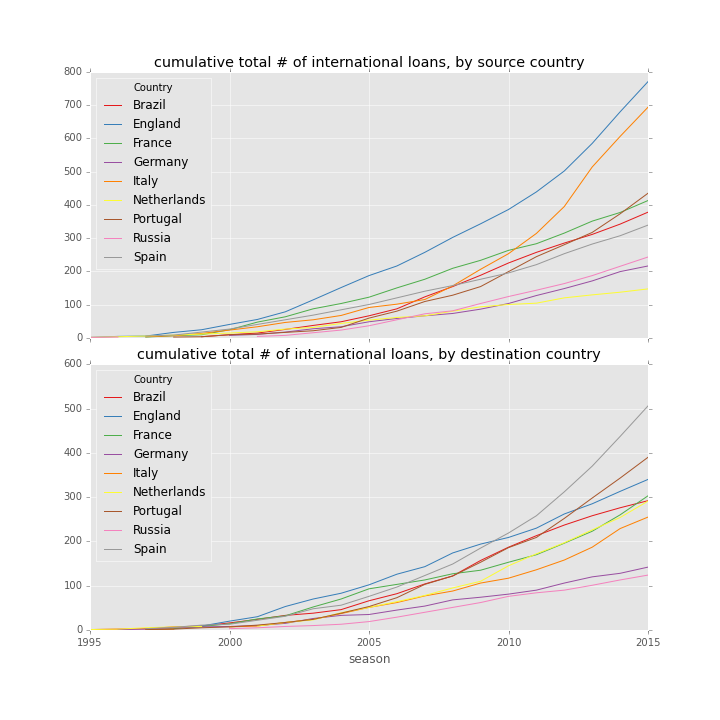 cumulative total # of international loans, by source country
800
700
600
500
400
300
200
100
0
Country
Brazil
England
France
Germany
Italy
Netherlands
Portugal
Russia
Spain
cumulative total # of international loans, by destination country
600
500
400
300
200
100
0
Country
Brazil
England
France
Germany
Italy
Netherlands
Portugal
Russia
Spain
1995 2000 2005 2010 2015
season